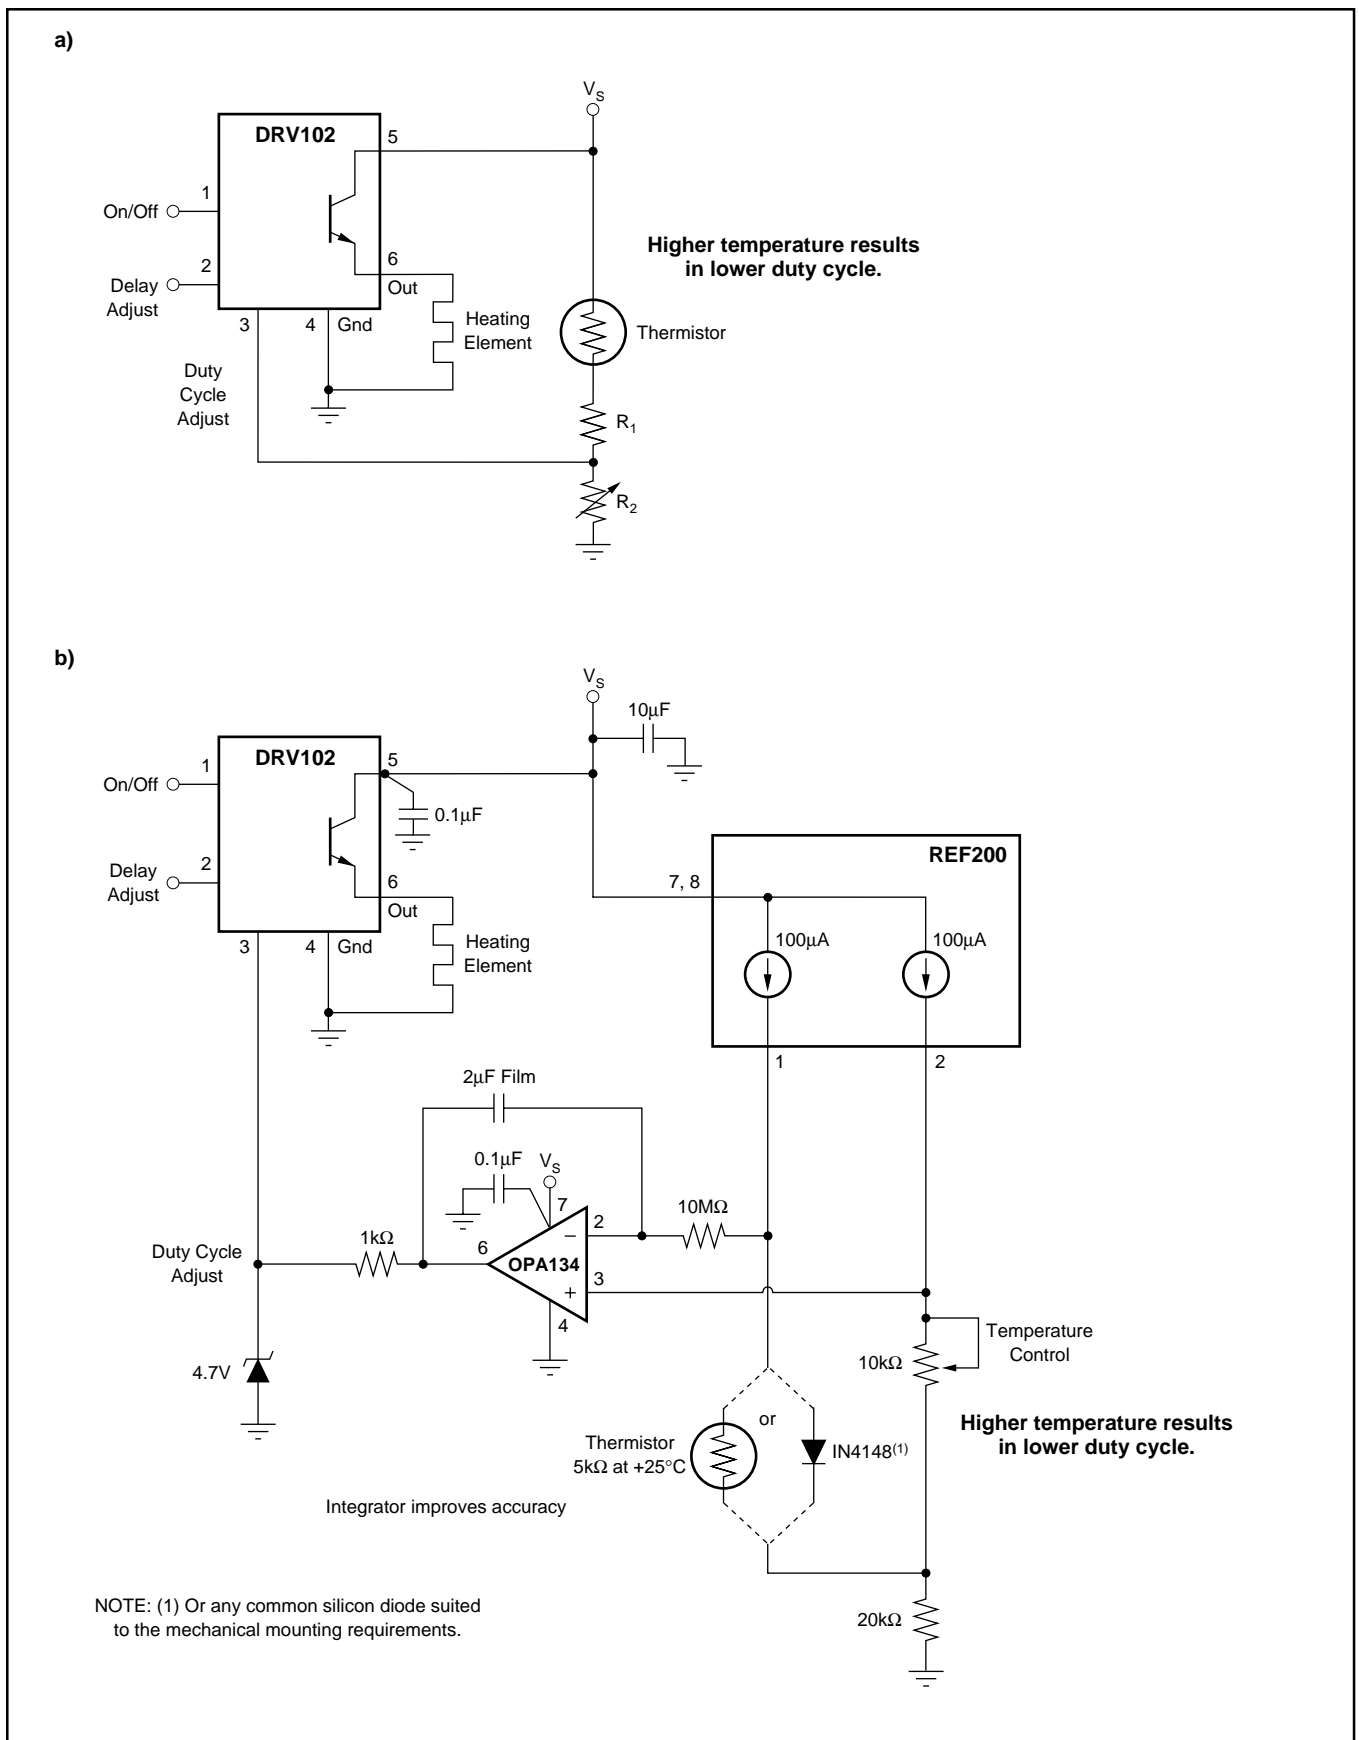 a)
V_S
DRV102
5
1
On/Off
Higher temperature results
in lower duty cycle.
6
2
Out
Delay
Adjust
Heating
Element
Thermistor
3
4
Gnd
Duty
Cycle
Adjust
R_1
R_2
b)
V_S
10µF
DRV102
5
1
On/Off
0.1µF
REF200
2
Delay
Adjust
6
7, 8
Out
100µA
100µA
3
4
Gnd
Heating
Element
1
2
2µF Film
0.1µF
V_S
7
10MΩ
2
–
1kΩ
6
OPA134
Duty Cycle
Adjust
3
+
4
Temperature
Control
10kΩ
4.7V
or
Higher temperature results
in lower duty cycle.
Thermistor
5kΩ at +25°C
IN4148(1)
Integrator improves accuracy
NOTE: (1) Or any common silicon diode suited
to the mechanical mounting requirements.
20kΩ